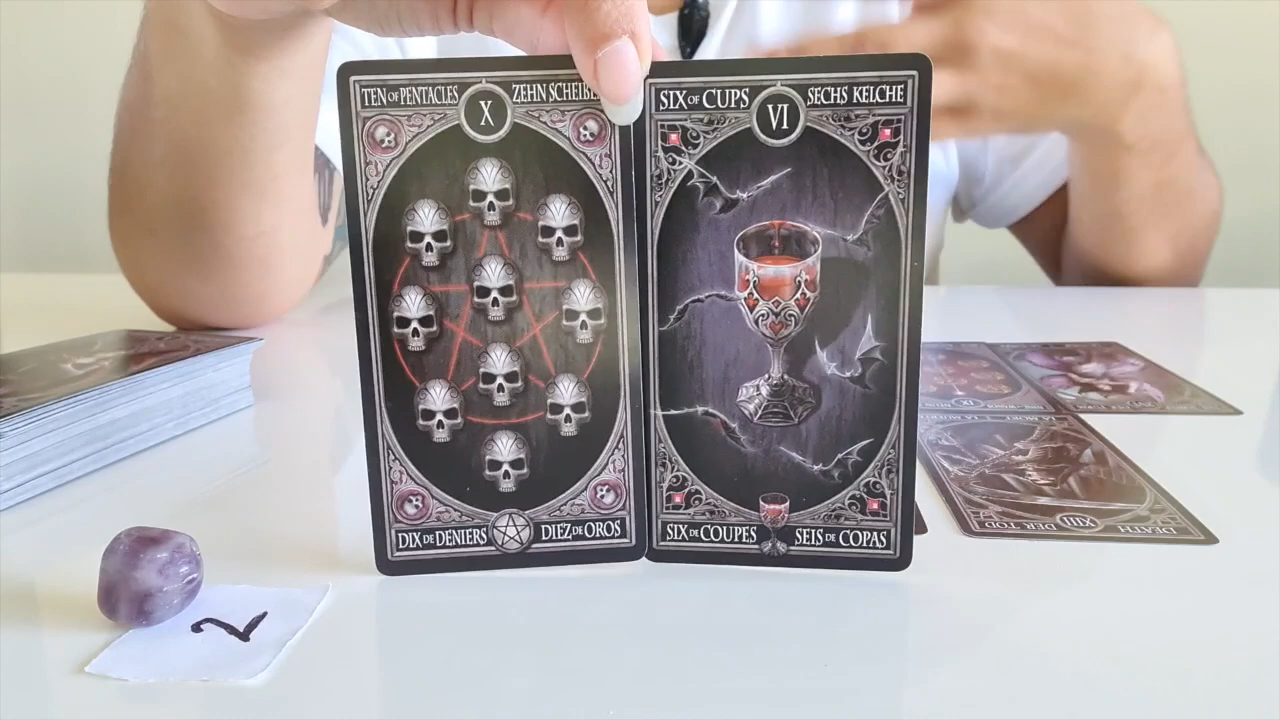 TEN OF PENTACLES
X
SIX OF CUPS
VI
SECHS KELCHE
DIX DE DENIERS
DIEZ DE OROS
SIX DE COUPES
SEIS DE COPAS
IX
DEATH XIII DER TOD
2